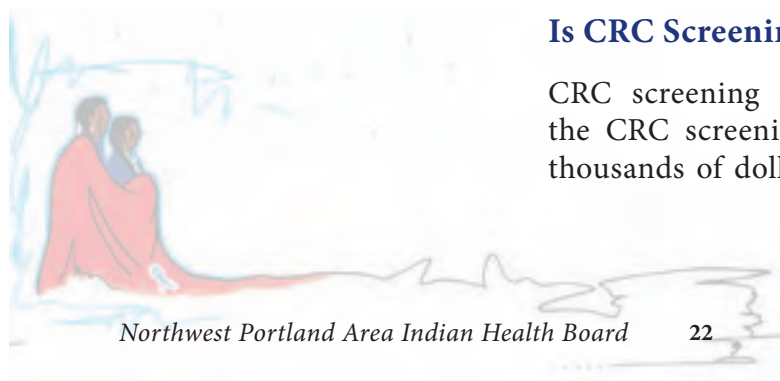 Is CRC Screenin
CRC screening
the CRC screeni
thousands of doll
Northwest Portland Area Indian Health Board 22